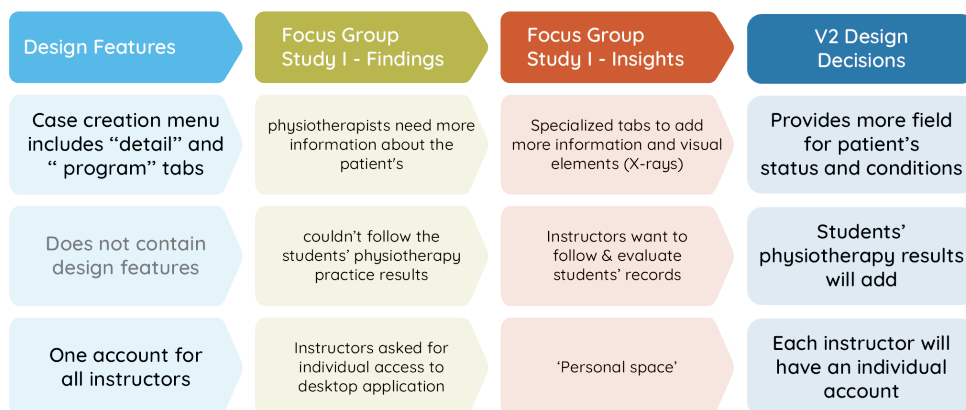 Design Features
Focus Group
Study I - Findings
Focus Group
Study I - Insights
V2 Design
Decisions
Case creation menu
includes “detail” and
“ program” tabs
physiotherapists need more
information about the
patient's
Specialized tabs to add
more information and visual
elements (X-rays)
Provides more field
for patient’s
status and conditions
Does not contain
design features
couldn’t follow the
students’ physiotherapy
practice results
Instructors want to
follow & evaluate
students’ records
Students’
physiotherapy results
will add
One account for
all instructors
Instructors asked for
individual access to
desktop application
‘Personal space’
Each instructor will
have an individual
account